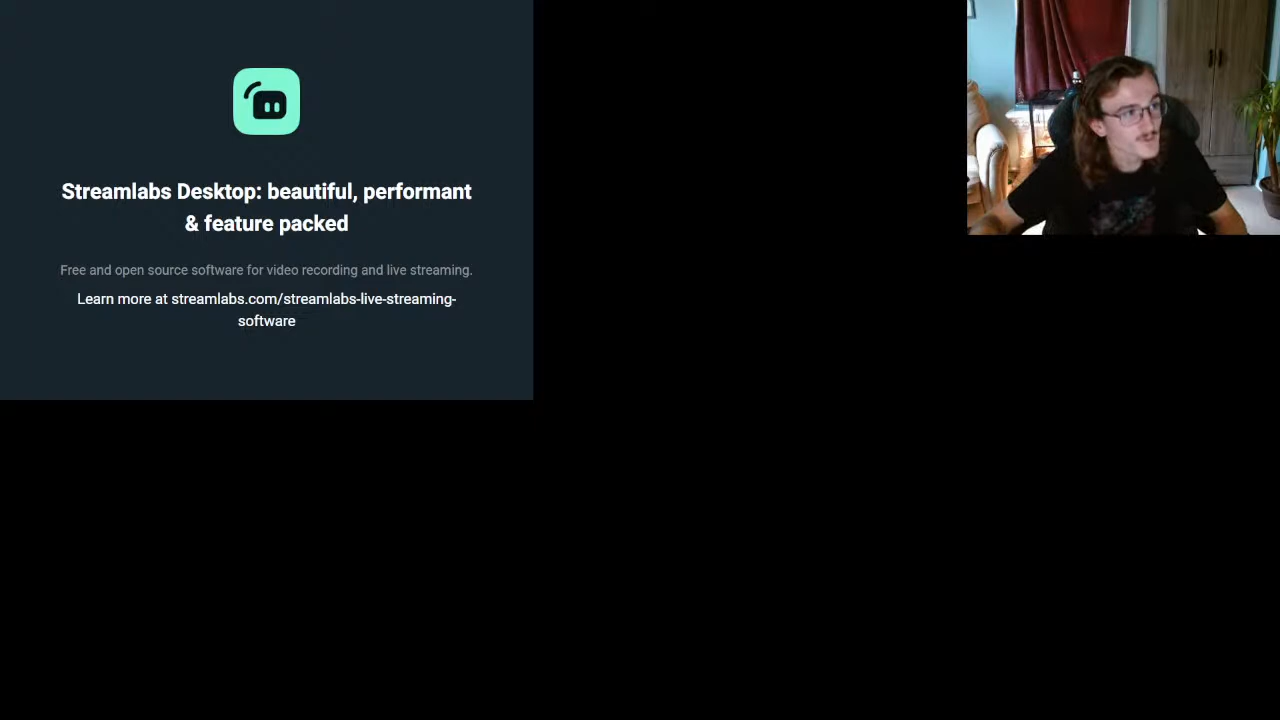 Streamlabs Desktop: beautiful, performant
& feature packed
Free and open source software for video recording and live streaming.
Learn more at streamlabs.com/streamlabs-live-streaming-
software